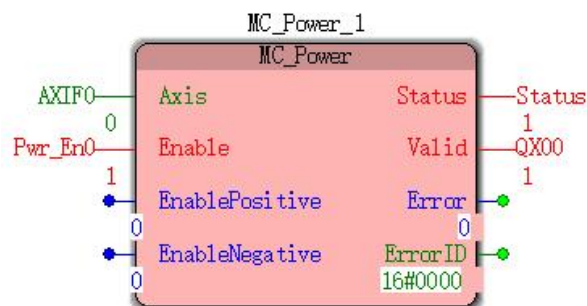 MC_Power_1
MC_Power
AXIF0 Axis Status Status
0 1
Pwr_En0 Enable Valid QX00
1 1
EnablePositive Error
0 0
EnableNegative ErrorID
0 16#0000